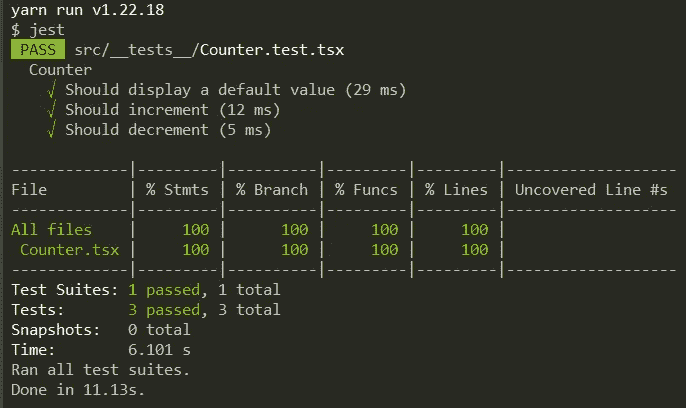 yarn run v1.22.18
$ jest
PASS src/__tests__/Counter.test.tsx
  Counter
    √ Should display a default value (29 ms)
    √ Should increment (12 ms)
    √ Should decrement (5 ms)
-------------|---------|----------|---------|---------|-------------------
File         | % Stmts | % Branch | % Funcs | % Lines | Uncovered Line #s
-------------|---------|----------|---------|---------|-------------------
All files    |     100 |      100 |     100 |     100 |
 Counter.tsx |     100 |      100 |     100 |     100 |
-------------|---------|----------|---------|---------|-------------------
Test Suites: 1 passed, 1 total
Tests:       3 passed, 3 total
Snapshots:   0 total
Time:        6.101 s
Ran all test suites.
Done in 11.13s.